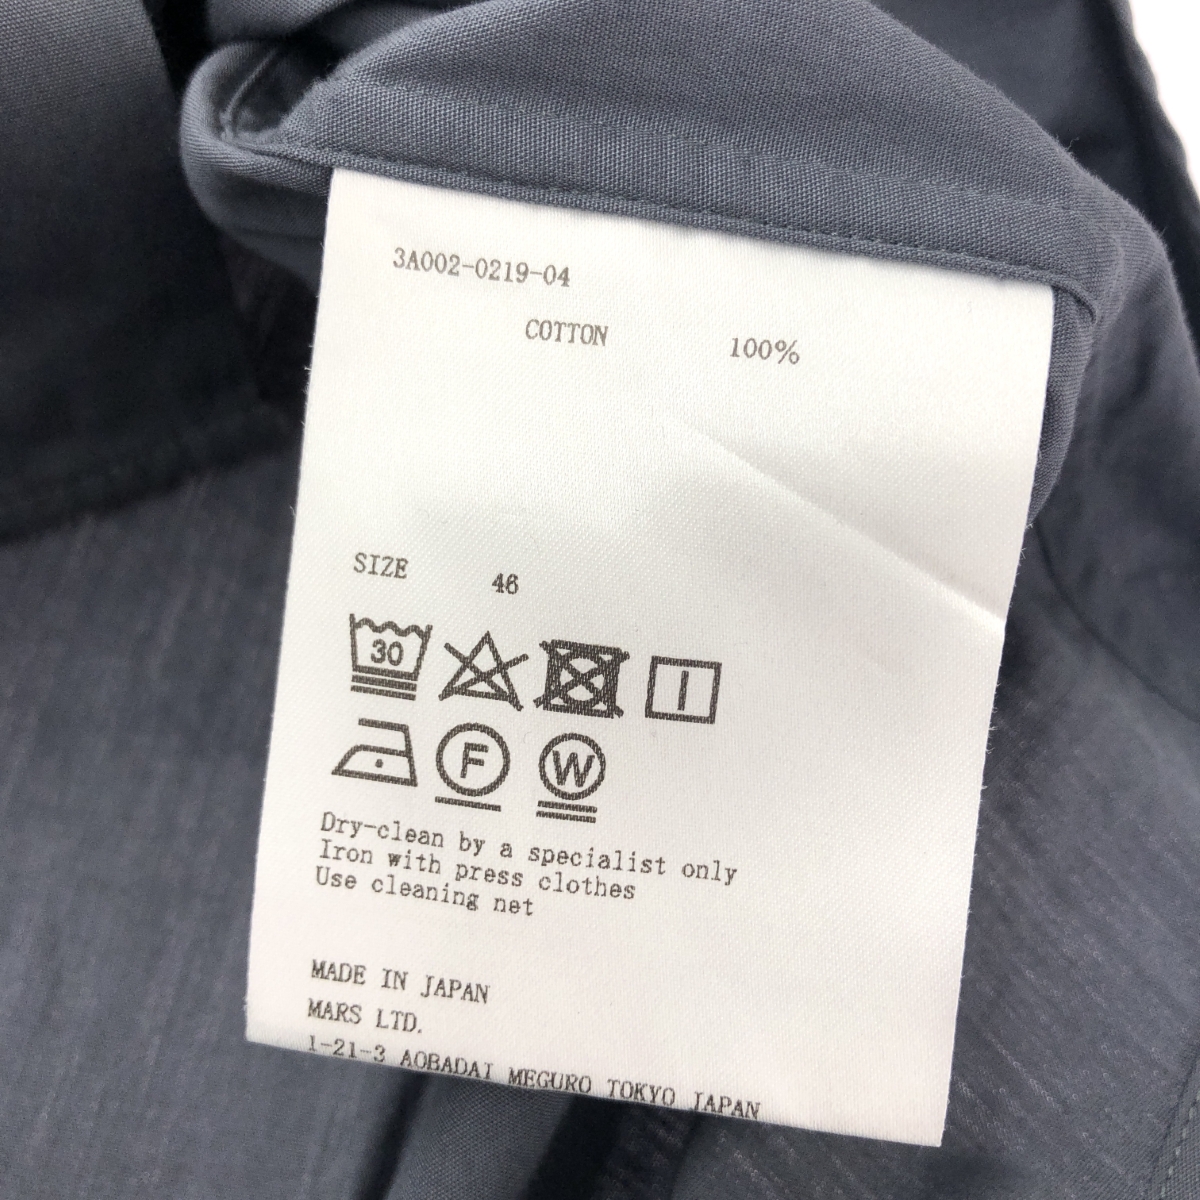 3A002-0219-04
COTTON 100%
SIZE 46
30
F W
Dry-clean by a specialist only
Iron with press clothes
Use cleaning net
MADE IN JAPAN
MARS LTD.
1-21-3 AOBADAI MEGURO TOKYO JAPAN